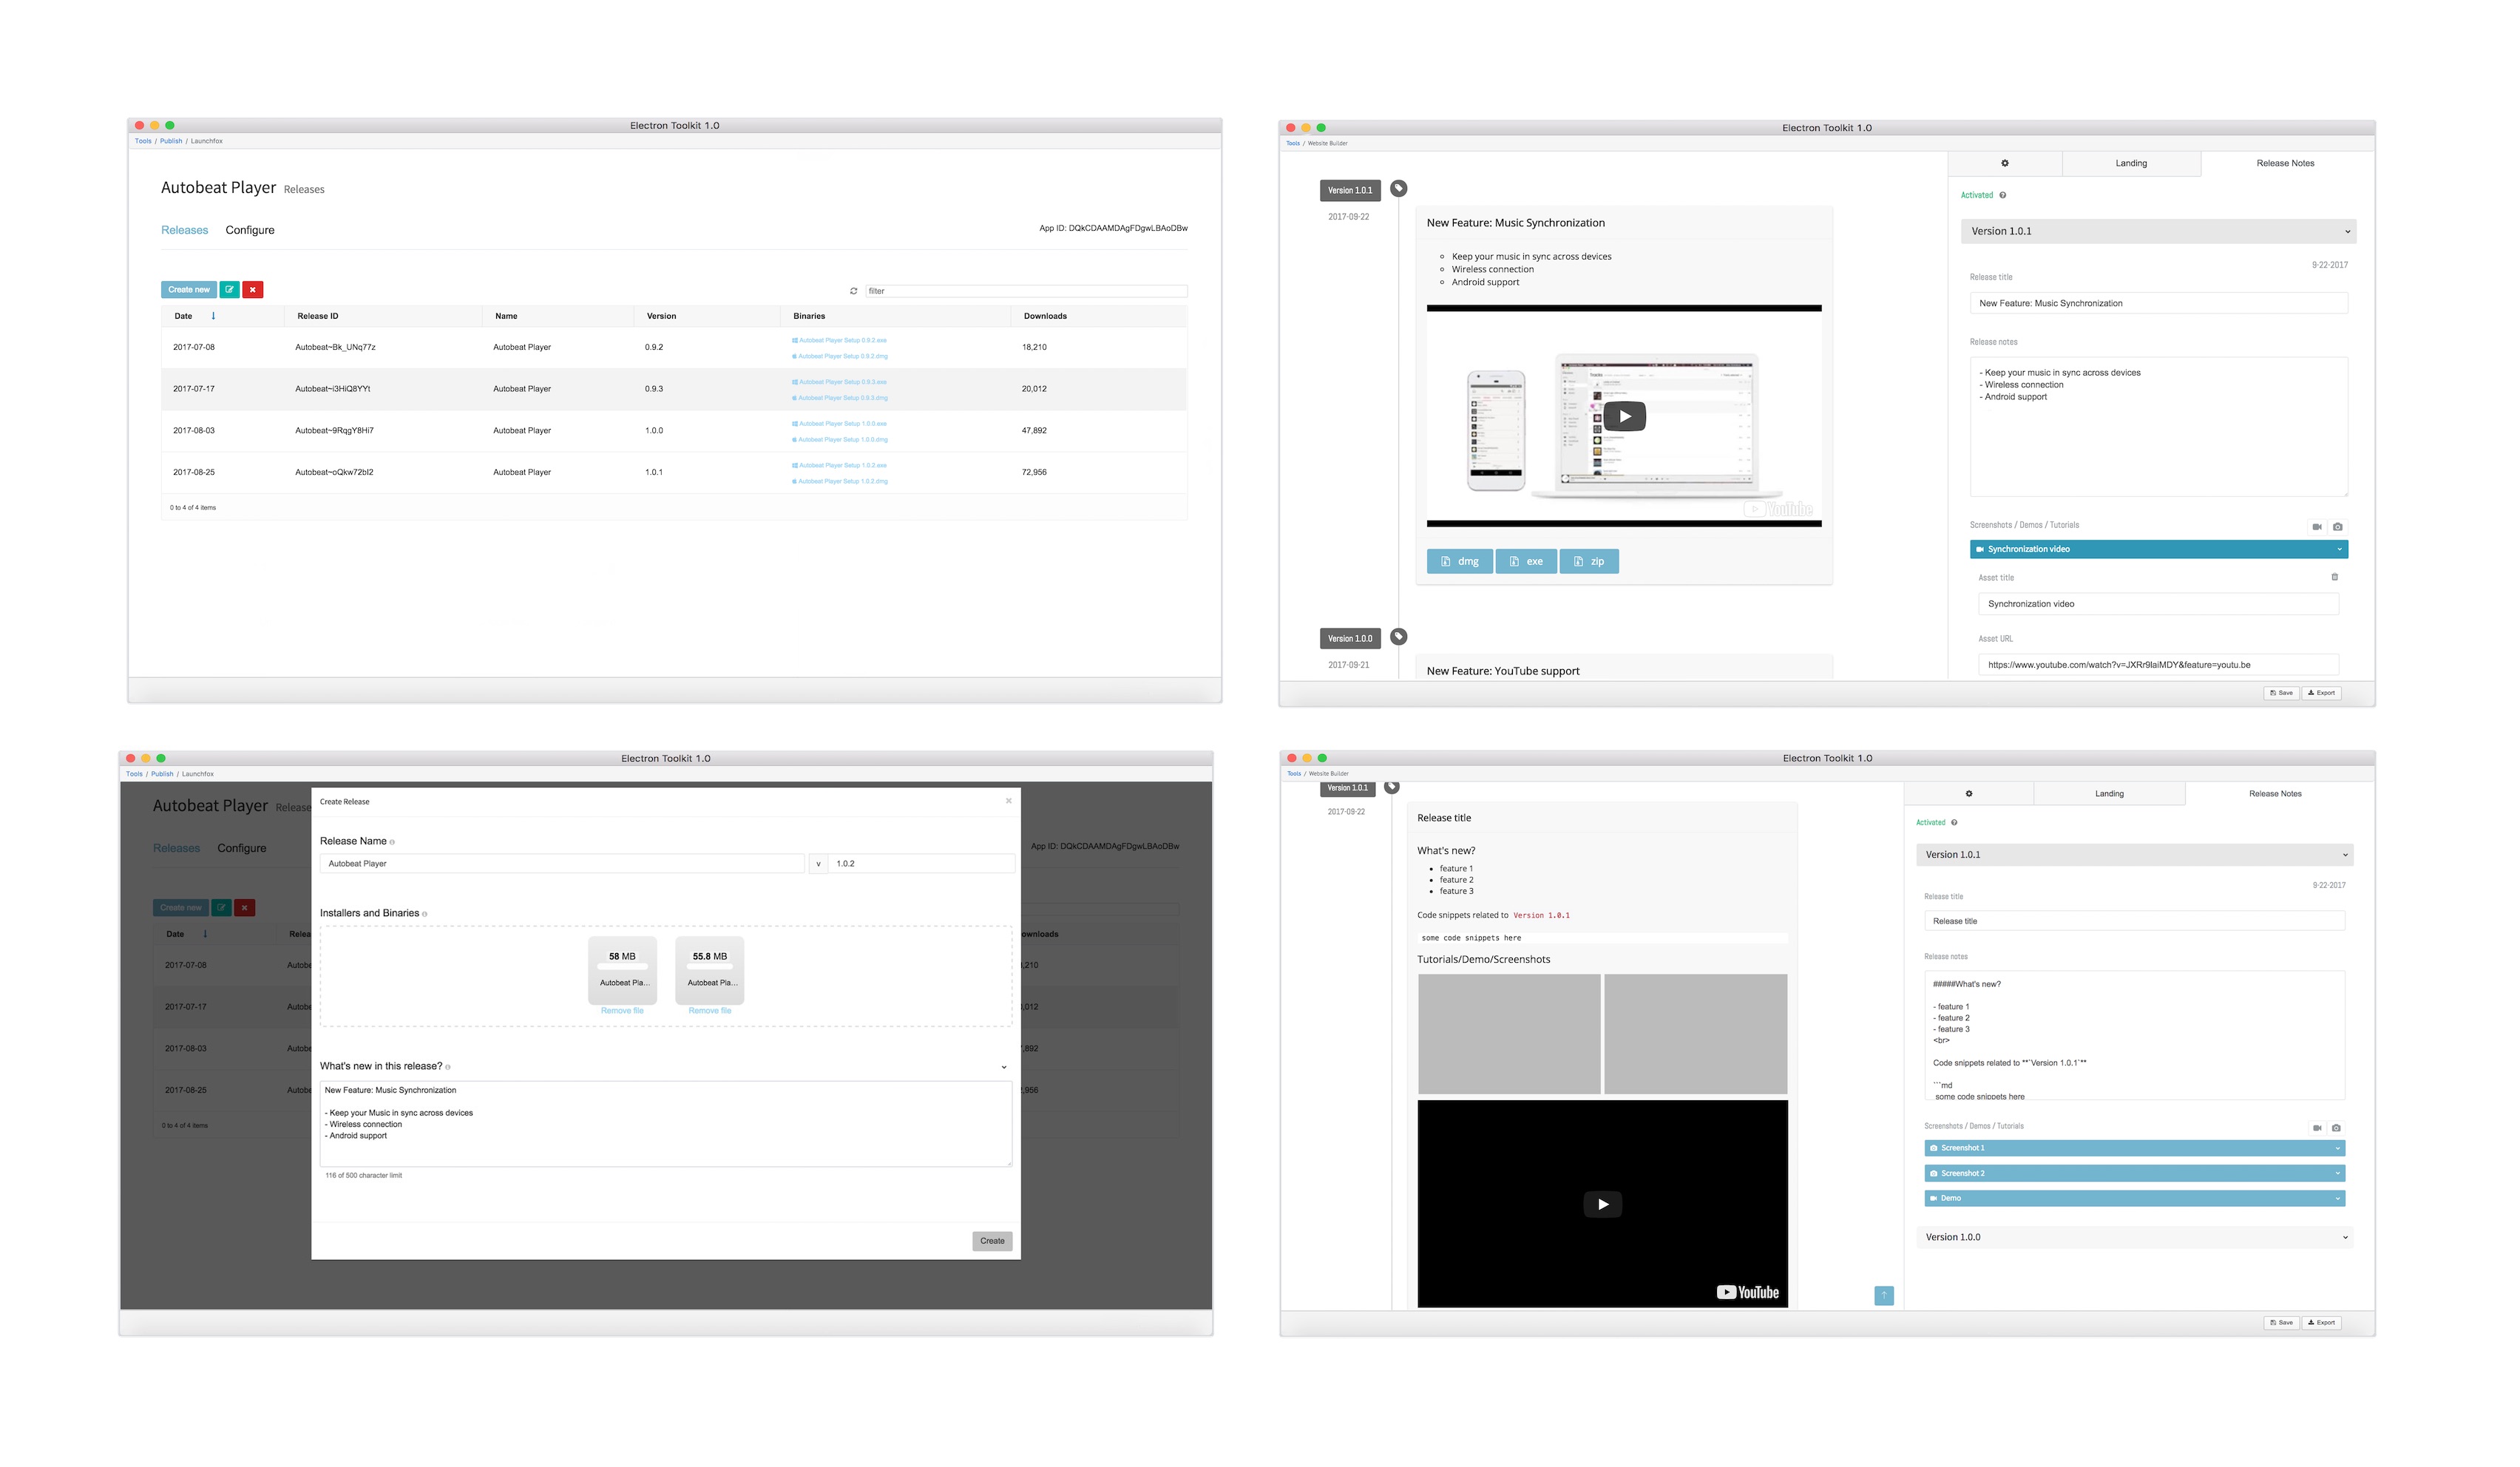 Electron Toolkit 1.0
Tools / Publish / Launchfox
Autobeat Player Releases
Releases Configure App ID: DQkCDAAMDAgFDgwLBAoDBw
Create new filter
Date Release ID Name Version Binaries Downloads
2017-07-08 Autobeat~Bk_UNq77z Autobeat Player 0.9.2 Autobeat Player Setup 0.9.2.exe 18,210
Autobeat Player Setup 0.9.2.dmg
2017-07-17 Autobeat~i3HiQ8YYt Autobeat Player 0.9.3 Autobeat Player Setup 0.9.3.exe 20,012
Autobeat Player Setup 0.9.3.dmg
2017-08-03 Autobeat~9RqgY8Hi7 Autobeat Player 1.0.0 Autobeat Player Setup 1.0.0.exe 47,892
Autobeat Player Setup 1.0.0.dmg
2017-08-25 Autobeat~oQkw72bI2 Autobeat Player 1.0.1 Autobeat Player Setup 1.0.2.exe 72,956
Autobeat Player Setup 1.0.2.dmg
0 to 4 of 4 items
Electron Toolkit 1.0
Tools / Website Builder
Version 1.0.1
2017-09-22
New Feature: Music Synchronization
Keep your music in sync across devices
Wireless connection
Android support
YouTube
dmg exe zip
Version 1.0.0
2017-09-21
New Feature: YouTube support
Landing Release Notes
Activated
Version 1.0.1
9-22-2017
Release title
New Feature: Music Synchronization
Release notes
- Keep your music in sync across devices
- Wireless connection
- Android support
Screenshots / Demos / Tutorials
Synchronization video
Asset title
Synchronization video
Asset URL
https://www.youtube.com/watch?v=JXRr9IaiMDY&feature=youtu.be
Save Export
Electron Toolkit 1.0
Tools / Publish / Launchfox
Autobeat Player Release
Releases Configure App ID: DQkCDAAMDAgFDgwLBAoDBw
Create new
Date Relea ownloads
2017-07-08 Autobe ,210
2017-07-17 Autobe ,012
2017-08-03 Autobe ,892
2017-08-25 Autobe ,956
0 to 4 of 4 items
Create Release
Release Name
Autobeat Player v 1.0.2
Installers and Binaries
58 MB 55.8 MB
Autobeat Pla... Autobeat Pla...
Remove file Remove file
What's new in this release?
New Feature: Music Synchronization
- Keep your Music in sync across devices
- Wireless connection
- Android support
116 of 500 character limit
Create
Electron Toolkit 1.0
Tools / Website Builder
Version 1.0.1
2017-09-22
Release title
What's new?
feature 1
feature 2
feature 3
Code snippets related to Version 1.0.1
some code snippets here
Tutorials/Demo/Screenshots
YouTube
Landing Release Notes
Activated
Version 1.0.1
9-22-2017
Release title
Release title
Release notes
#####What's new?
- feature 1
- feature 2
- feature 3
<br>
Code snippets related to **`Version 1.0.1`**
```md
some code snippets here
Screenshots / Demos / Tutorials
Screenshot 1
Screenshot 2
Demo
Version 1.0.0
Save Export